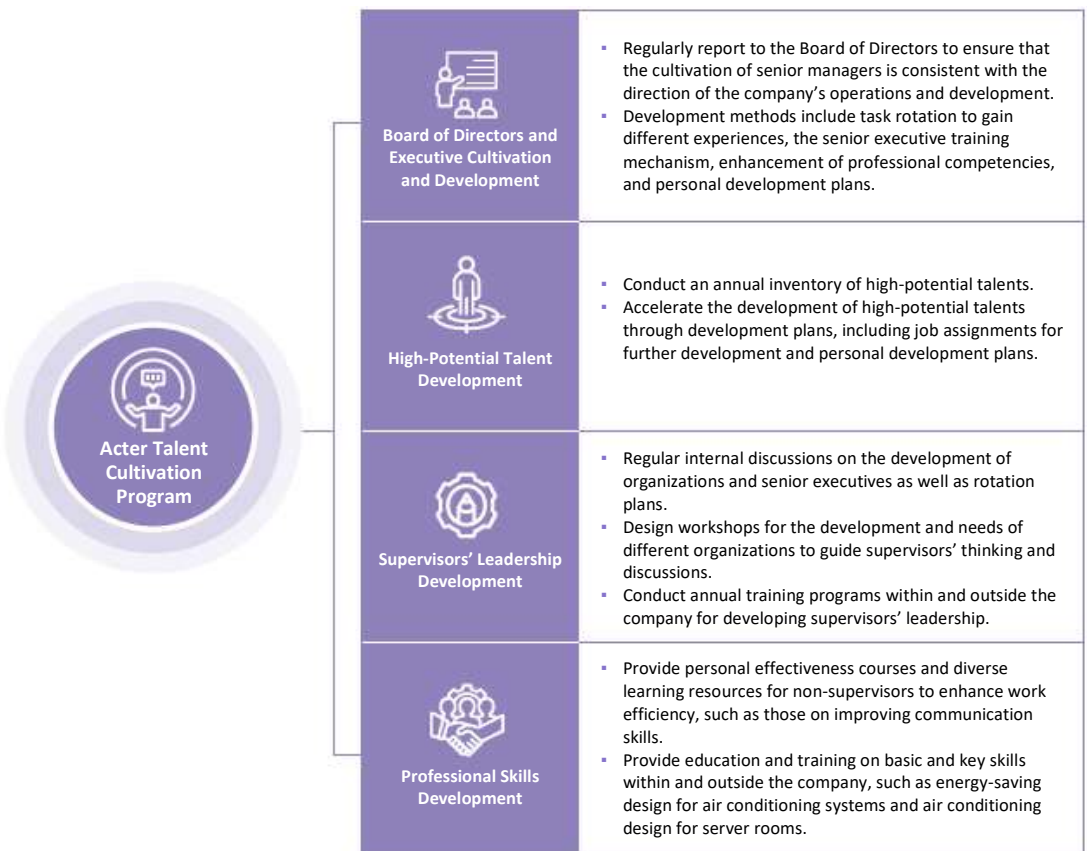 Acter Talent
Cultivation
Program
Board of Directors and
Executive Cultivation
and Development
▪ Regularly report to the Board of Directors to ensure that
the cultivation of senior managers is consistent with the
direction of the company’s operations and development.
▪ Development methods include task rotation to gain
different experiences, the senior executive training
mechanism, enhancement of professional competencies,
and personal development plans.
High-Potential Talent
Development
▪ Conduct an annual inventory of high-potential talents.
▪ Accelerate the development of high-potential talents
through development plans, including job assignments for
further development and personal development plans.
Supervisors’ Leadership
Development
▪ Regular internal discussions on the development of
organizations and senior executives as well as rotation
plans.
▪ Design workshops for the development and needs of
different organizations to guide supervisors’ thinking and
discussions.
▪ Conduct annual training programs within and outside the
company for developing supervisors’ leadership.
Professional Skills
Development
▪ Provide personal effectiveness courses and diverse
learning resources for non-supervisors to enhance work
efficiency, such as those on improving communication
skills.
▪ Provide education and training on basic and key skills
within and outside the company, such as energy-saving
design for air conditioning systems and air conditioning
design for server rooms.